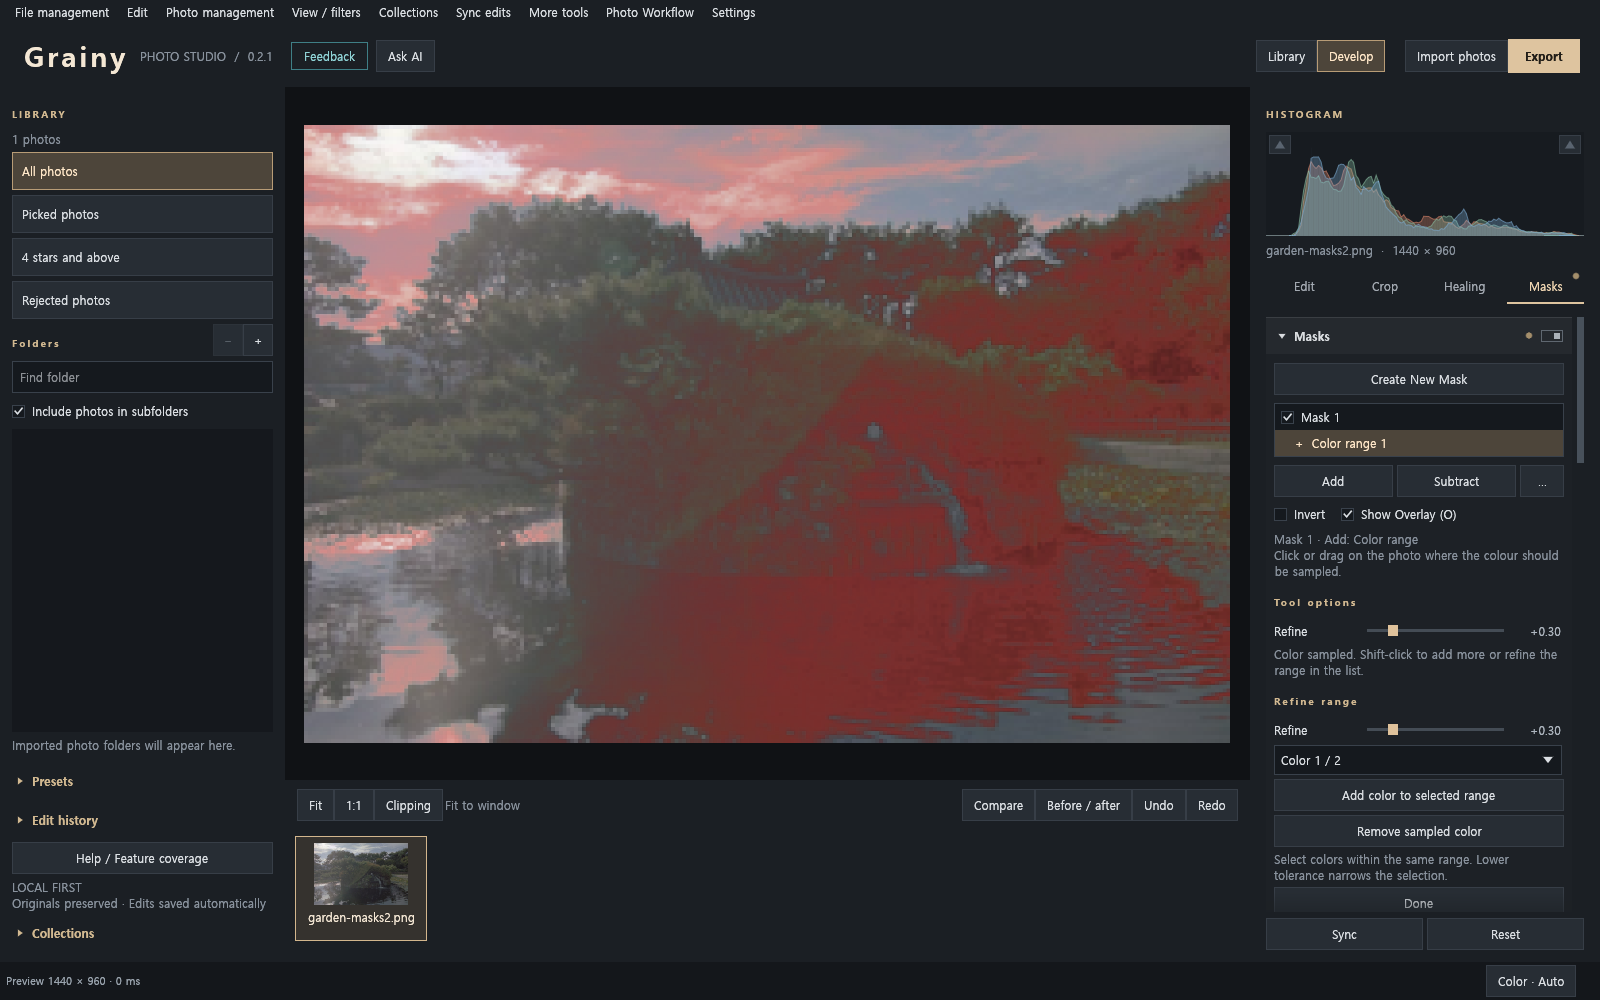 File management Edit Photo management View / filters Collections Sync edits More tools Photo Workflow Settings
Grainy PHOTO STUDIO / 0.2.1 Feedback Ask AI Library Develop Import photos Export
LIBRARY
1 photos
All photos
Picked photos
4 stars and above
Rejected photos
Folders − +
Find folder
Include photos in subfolders
Imported photo folders will appear here.
Presets
Edit history
Help / Feature coverage
LOCAL FIRST
Originals preserved · Edits saved automatically
Collections
Fit 1:1 Clipping Fit to window Compare Before / after Undo Redo
garden-masks2.png
HISTOGRAM
garden-masks2.png · 1440 × 960
Edit Crop Healing Masks
Masks
Create New Mask
Mask 1
+ Color range 1
Add Subtract ...
Invert Show Overlay (O)
Mask 1 · Add: Color range
Click or drag on the photo where the colour should
be sampled.
Tool options
Refine +0.30
Color sampled. Shift-click to add more or refine the
range in the list.
Refine range
Refine +0.30
Color 1 / 2
Add color to selected range
Remove sampled color
Select colors within the same range. Lower
tolerance narrows the selection.
Done
Sync Reset
Preview 1440 × 960 · 0 ms Color · Auto